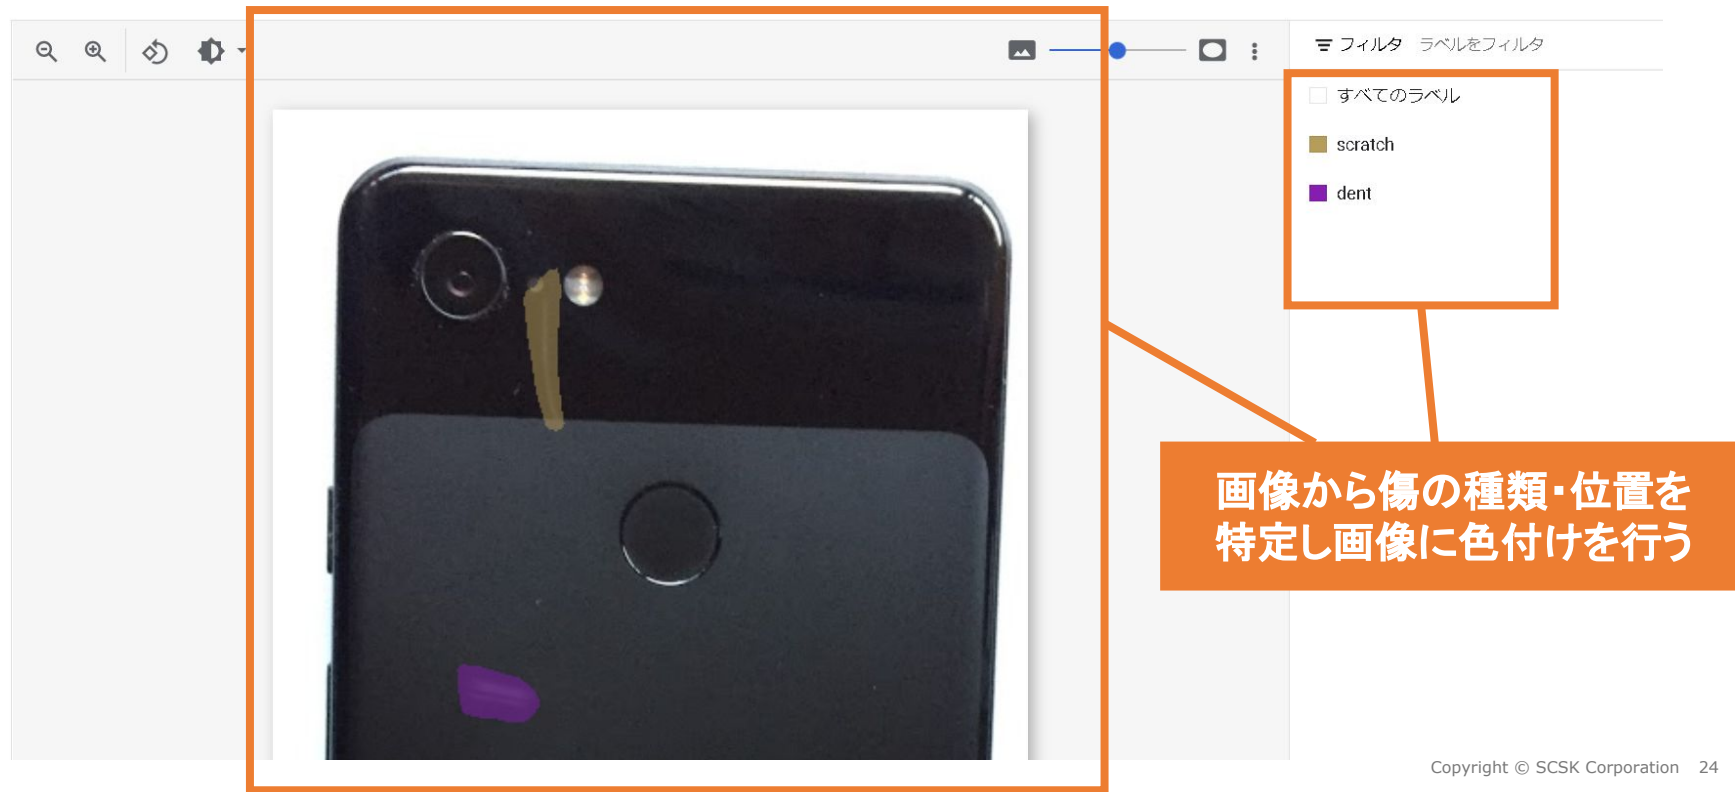 フィルタ ラベルをフィルタ
すべてのラベル
scratch
dent
画像から傷の種類・位置を
特定し画像に色付けを行う
Copyright © SCSK Corporation 24